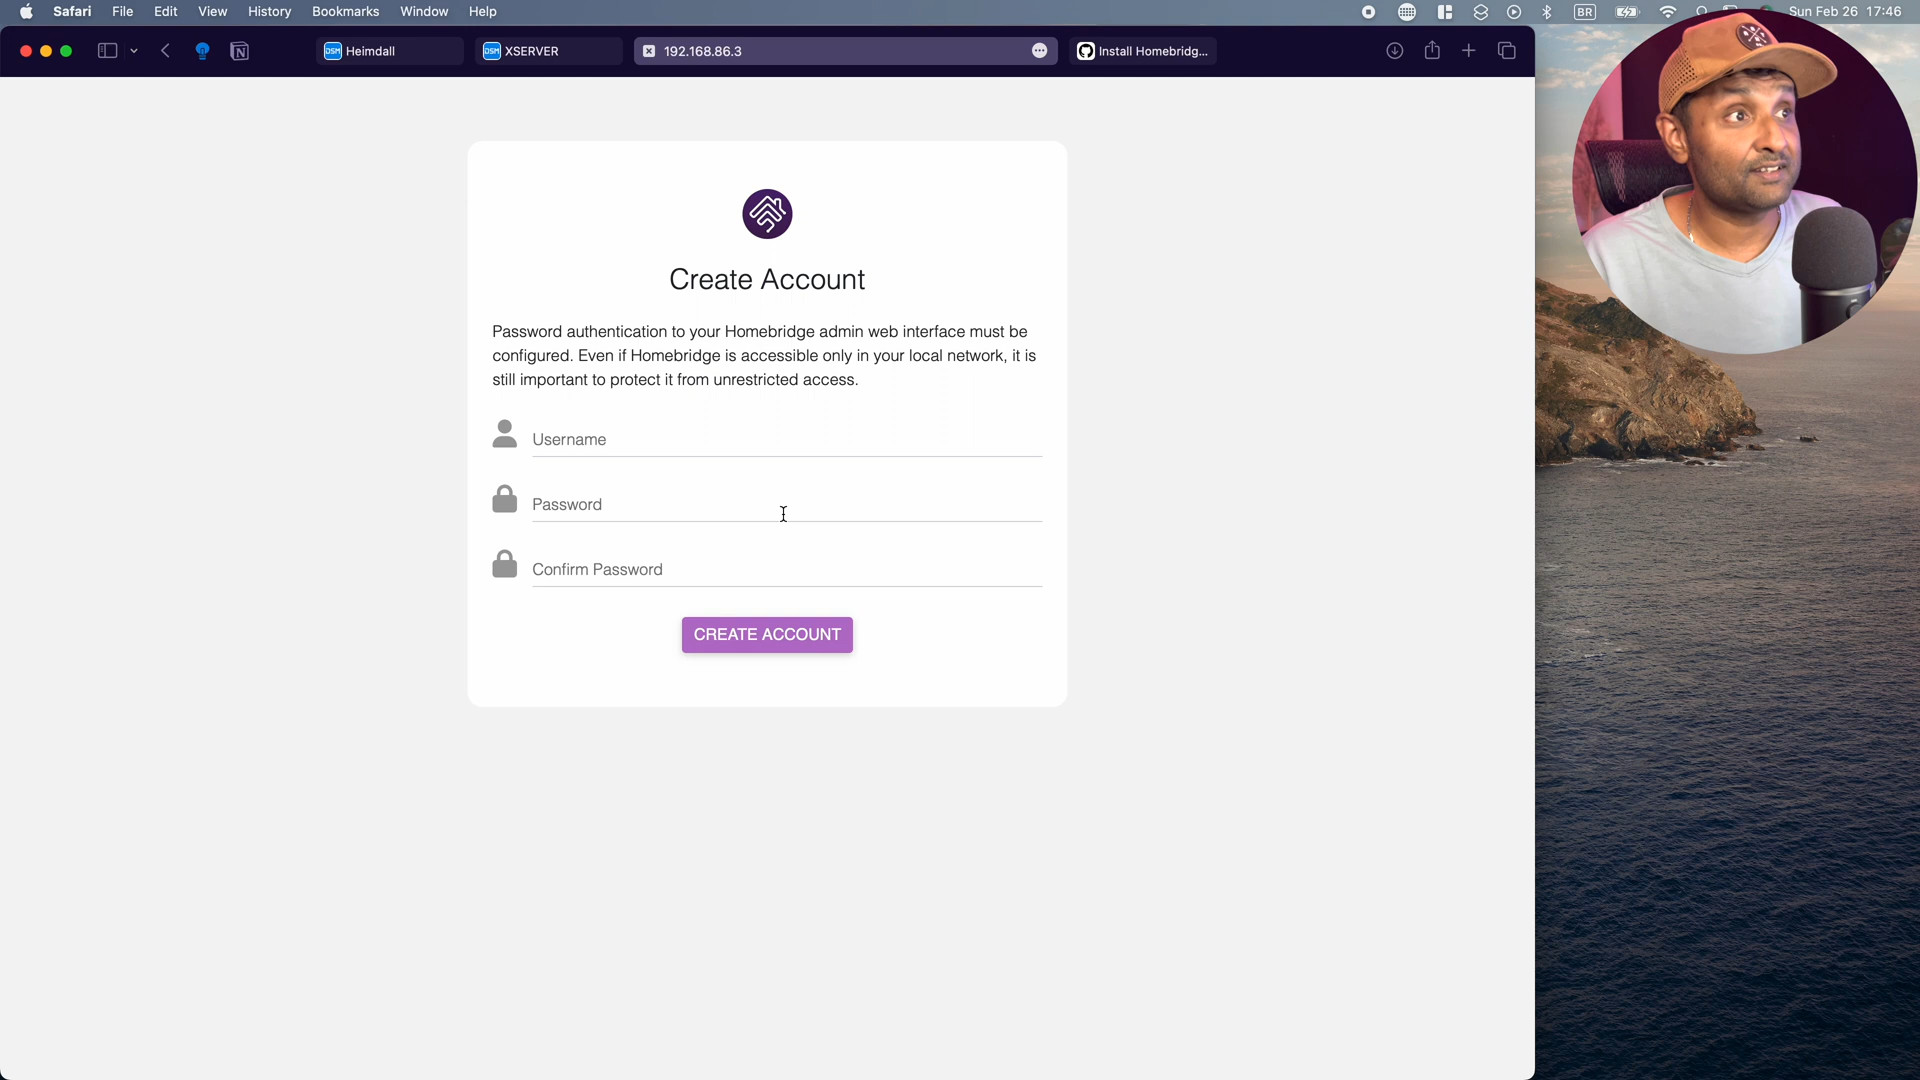 Safari File Edit View History Bookmarks Window Help
BR
Sun Feb 26 17:46
DSM Heimdall
DSM XSERVER
192.168.86.3
Install Homebridg...
Create Account
Password authentication to your Homebridge admin web interface must be
configured. Even if Homebridge is accessible only in your local network, it is
still important to protect it from unrestricted access.
Username
Password
Confirm Password
CREATE ACCOUNT